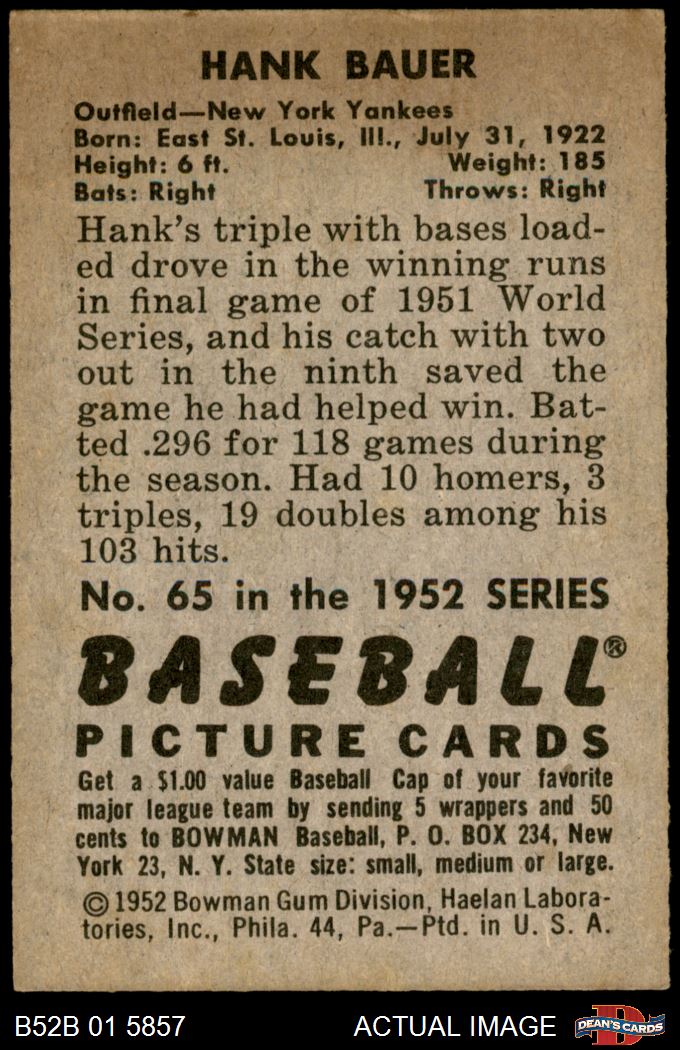 HANK BAUER
Outfield—New York Yankees
Born: East St. Louis, Ill., July 31, 1922
Height: 6 ft. Weight: 185
Bats: Right Throws: Right
Hank's triple with bases load-
ed drove in the winning runs
in final game of 1951 World
Series, and his catch with two
out in the ninth saved the
game he had helped win. Bat-
ted .296 for 118 games during
the season. Had 10 homers, 3
triples, 19 doubles among his
103 hits.
No. 65 in the 1952 SERIES
BASEBALL®
PICTURE CARDS
Get a $1.00 value Baseball Cap of your favorite
major league team by sending 5 wrappers and 50
cents to BOWMAN Baseball, P. O. BOX 234, New
York 23, N. Y. State size: small, medium or large.
© 1952 Bowman Gum Division, Haelan Labora-
tories, Inc., Phila. 44, Pa.—Ptd. in U. S. A.
B52B 01 5857 ACTUAL IMAGE D DEAN'S CARDS